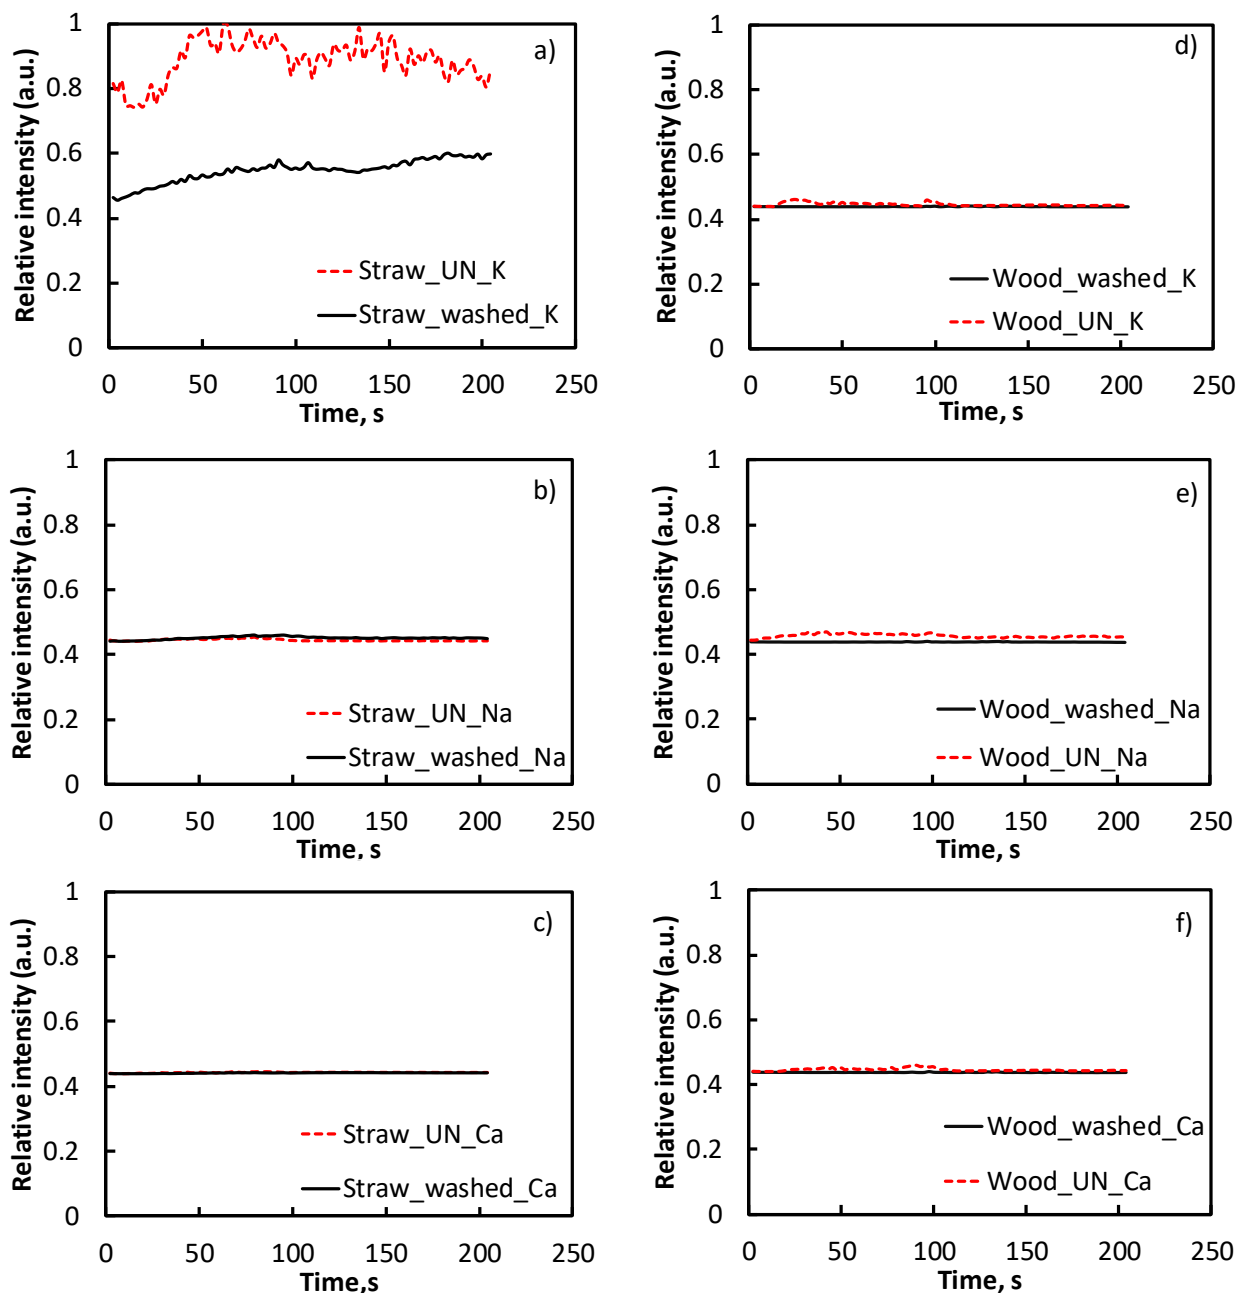 a)
Relative intensity (a.u.)
1
0.8
0.6
0.4
0.2
0
Straw_UN_K
Straw_washed_K
0 50 100 150 200 250
Time, s
d)
Relative intensity (a.u.)
1
0.8
0.6
0.4
0.2
0
Wood_washed_K
Wood_UN_K
0 50 100 150 200 250
Time, s
b)
Relative intensity (a.u.)
1
0.8
0.6
0.4
0.2
0
Straw_UN_Na
Straw_washed_Na
0 50 100 150 200 250
Time, s
e)
Relative intensity (a.u.)
1
0.8
0.6
0.4
0.2
0
Wood_washed_Na
Wood_UN_Na
0 50 100 150 200 250
Time, s
c)
Relative intensity (a.u.)
1
0.8
0.6
0.4
0.2
0
Straw_UN_Ca
Straw_washed_Ca
0 50 100 150 200 250
Time,s
f)
Relative intensity (a.u.)
1
0.8
0.6
0.4
0.2
0
Wood_washed_Ca
Wood_UN_Ca
0 50 100 150 200 250
Time, s